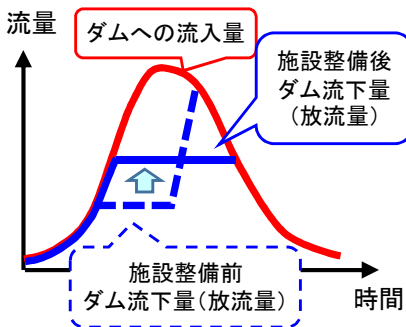 流量
ダムへの流入量
施設整備後
ダム流下量
（放流量）
施設整備前
ダム流下量（放流量）
時間